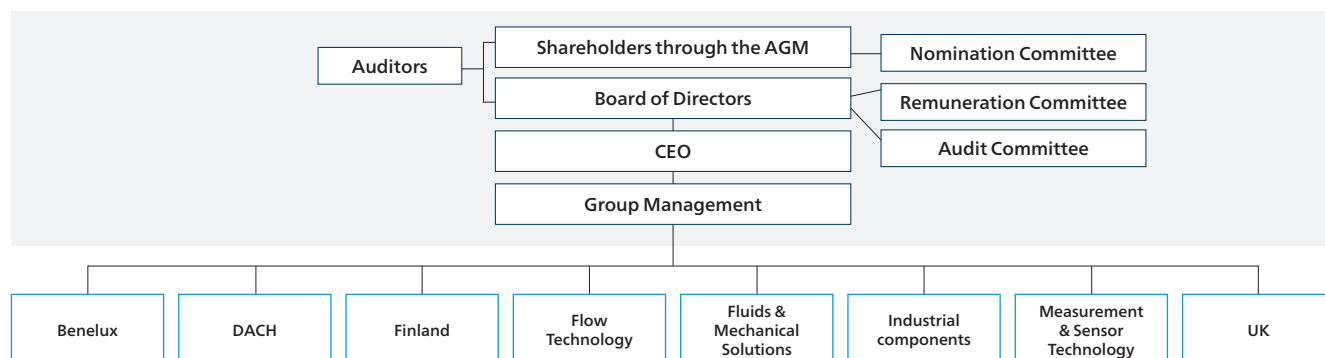 Auditors
Shareholders through the AGM
Nomination Committee
Board of Directors
Remuneration Committee
CEO
Audit Committee
Group Management
Benelux
DACH
Finland
Flow
Technology
Fluids &
Mechanical
Solutions
Industrial
components
Measurement
& Sensor
Technology
UK